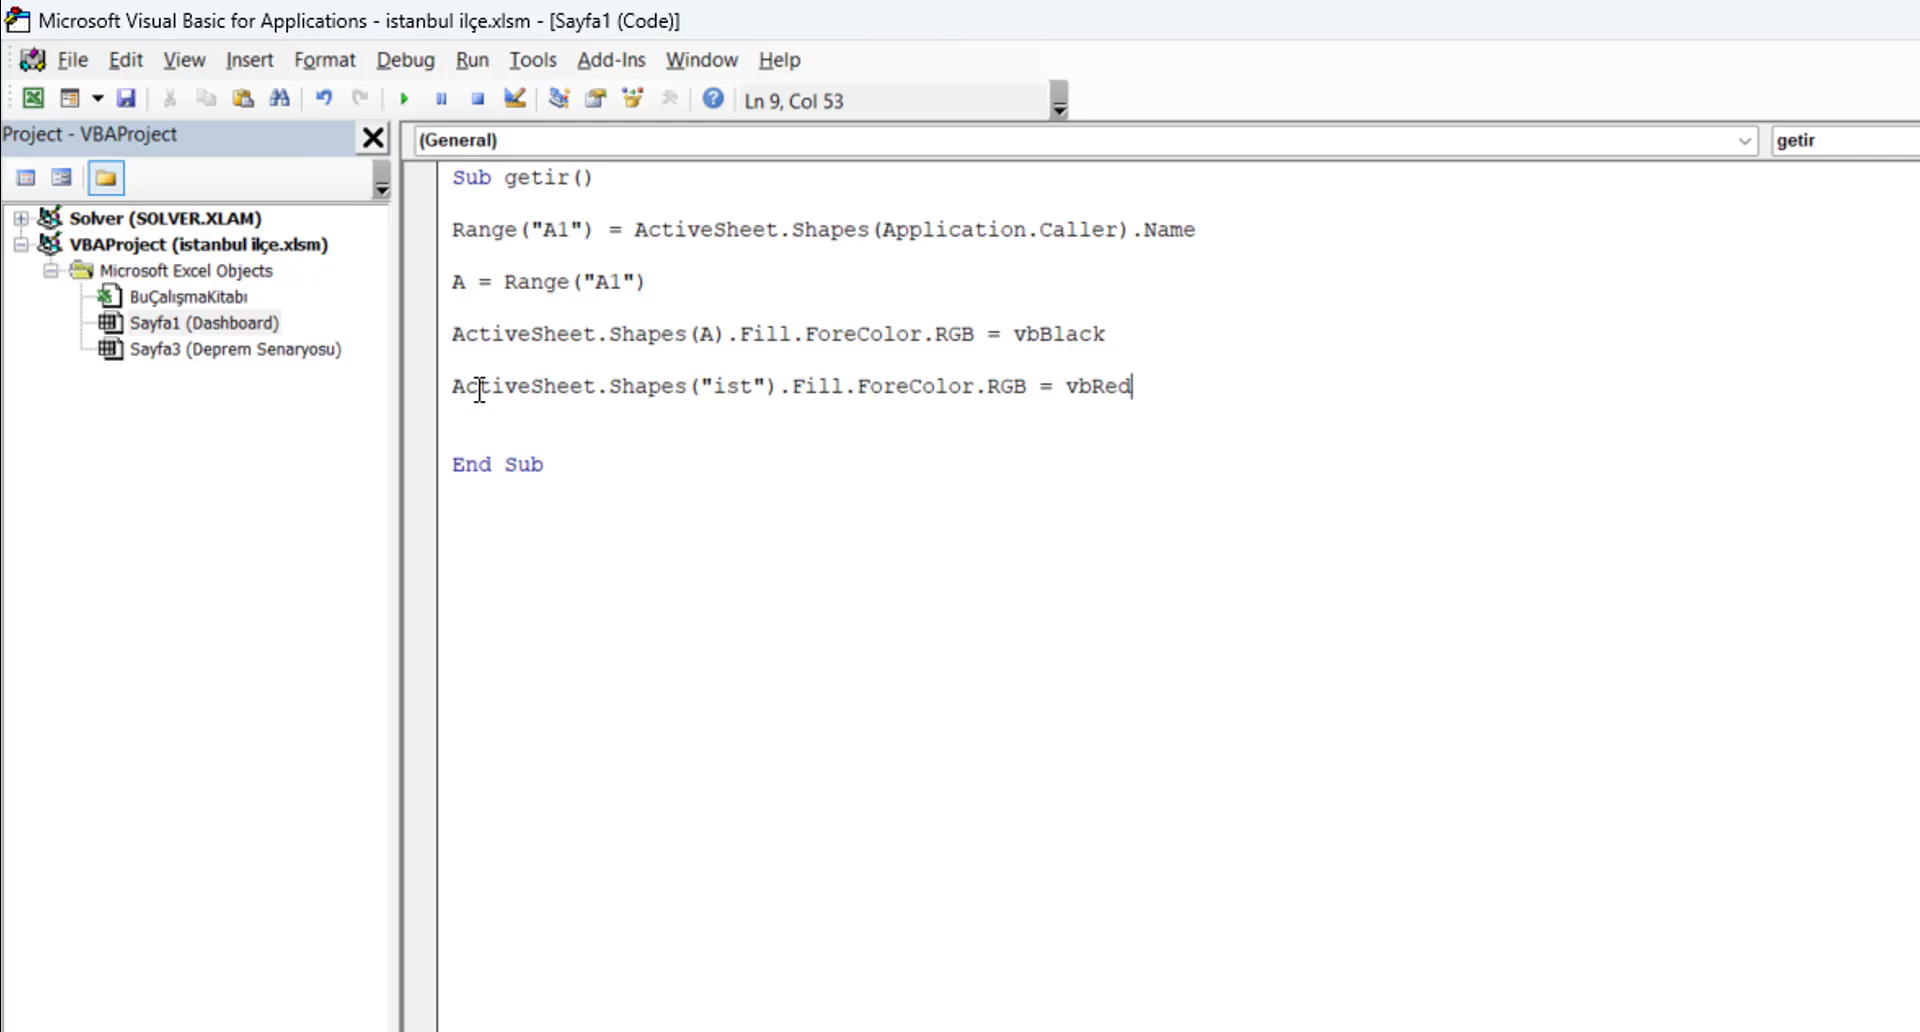 Microsoft Visual Basic for Applications - istanbul ilçe.xlsm - [Sayfa1 (Code)]
File Edit View Insert Format Debug Run Tools Add-Ins Window Help
Ln 9, Col 53
Project - VBAProject
(General)
getir
Solver (SOLVER.XLAM)
VBAProject (istanbul ilçe.xlsm)
Microsoft Excel Objects
BuÇalışmaKitabı
Sayfa1 (Dashboard)
Sayfa3 (Deprem Senaryosu)
Sub getir()
Range("A1") = ActiveSheet.Shapes(Application.Caller).Name
A = Range("A1")
ActiveSheet.Shapes(A).Fill.ForeColor.RGB = vbBlack
ActiveSheet.Shapes("ist").Fill.ForeColor.RGB = vbRed
End Sub